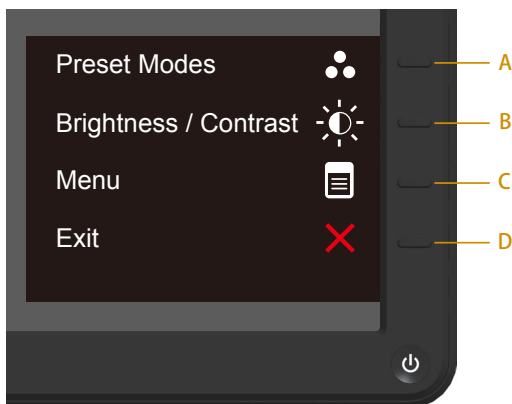 Preset Modes
A
Brightness / Contrast
B
Menu
C
Exit
D